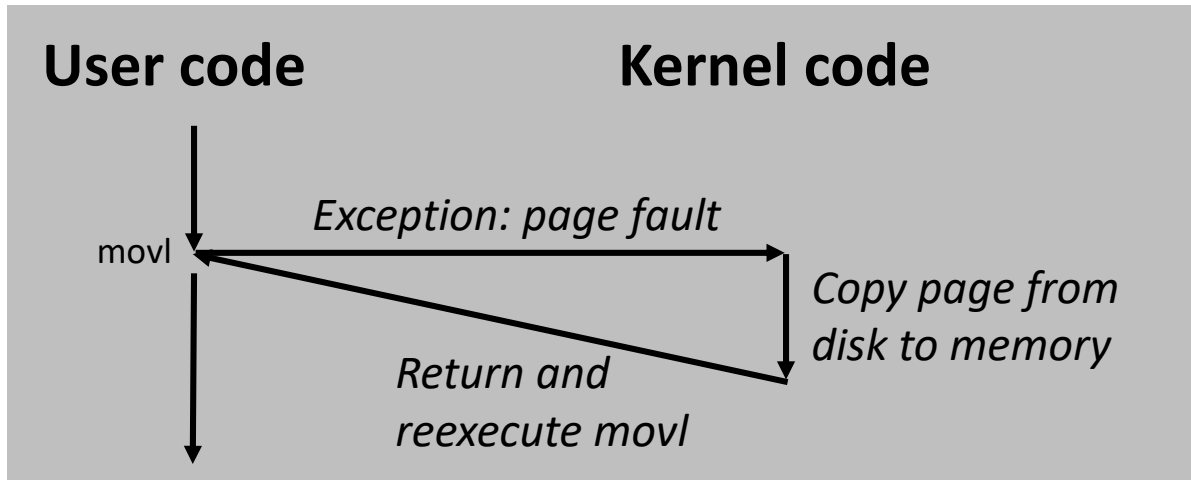 User code
Kernel code
Exception: page fault
movl
Copy page from
disk to memory
Return and
reexecute movl